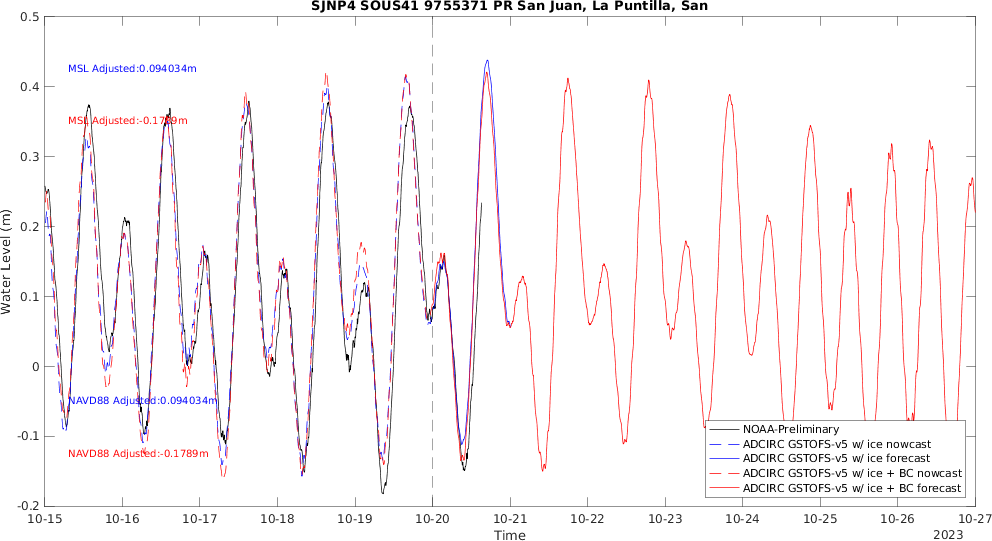 SJNP4 SOUS41 9755371 PR San Juan, La Puntilla, San
0.5
0.4
0.3
0.2
0.1
0
-0.1
-0.2
Water Level (m)
MSL Adjusted:0.094034m
MSL Adjusted:-0.1789m
NAVD88 Adjusted:0.094034m
NAVD88 Adjusted:-0.1789m
NOAA-Preliminary
ADCIRC GSTOFS-v5 w/ ice nowcast
ADCIRC GSTOFS-v5 w/ ice forecast
ADCIRC GSTOFS-v5 w/ ice + BC nowcast
ADCIRC GSTOFS-v5 w/ ice + BC forecast
10-15 10-16 10-17 10-18 10-19 10-20 10-21 10-22 10-23 10-24 10-25 10-26 10-27
Time
2023